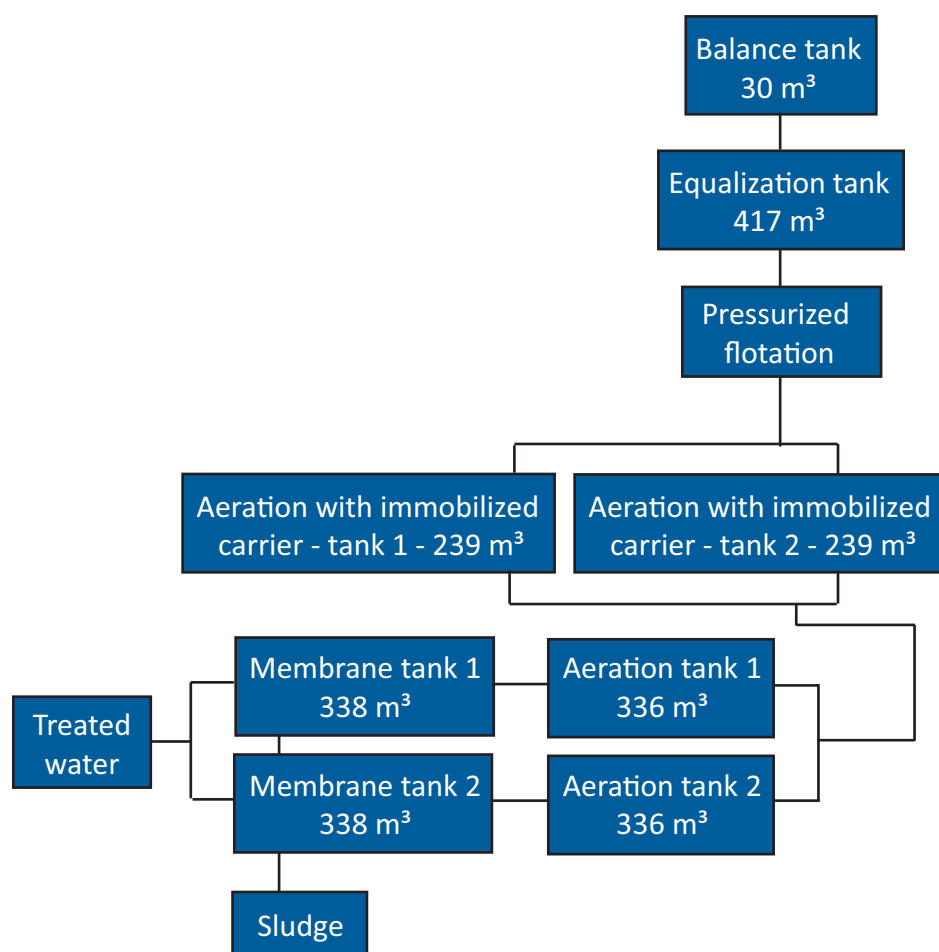 Balance tank
30 m³
Equalization tank
417 m³
Pressurized
flotation
Aeration with immobilized
carrier - tank 1 - 239 m³
Aeration with immobilized
carrier - tank 2 - 239 m³
Membrane tank 1
338 m³
Aeration tank 1
336 m³
Treated
water
Membrane tank 2
338 m³
Aeration tank 2
336 m³
Sludge